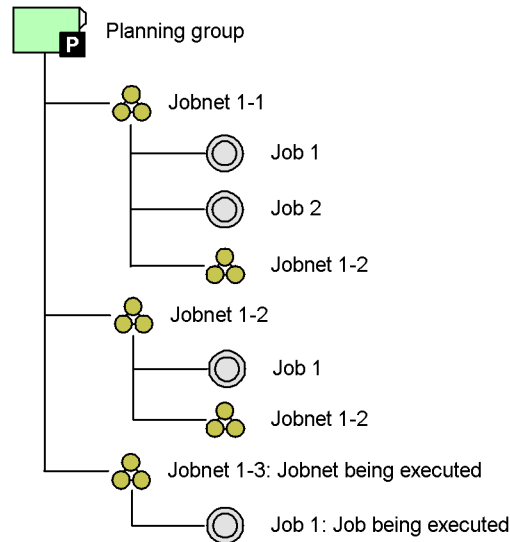 Planning group
P
Jobnet 1-1
Job 1
Job 2
Jobnet 1-2
Jobnet 1-2
Job 1
Jobnet 1-2
Jobnet 1-3: Jobnet being executed
Job 1: Job being executed